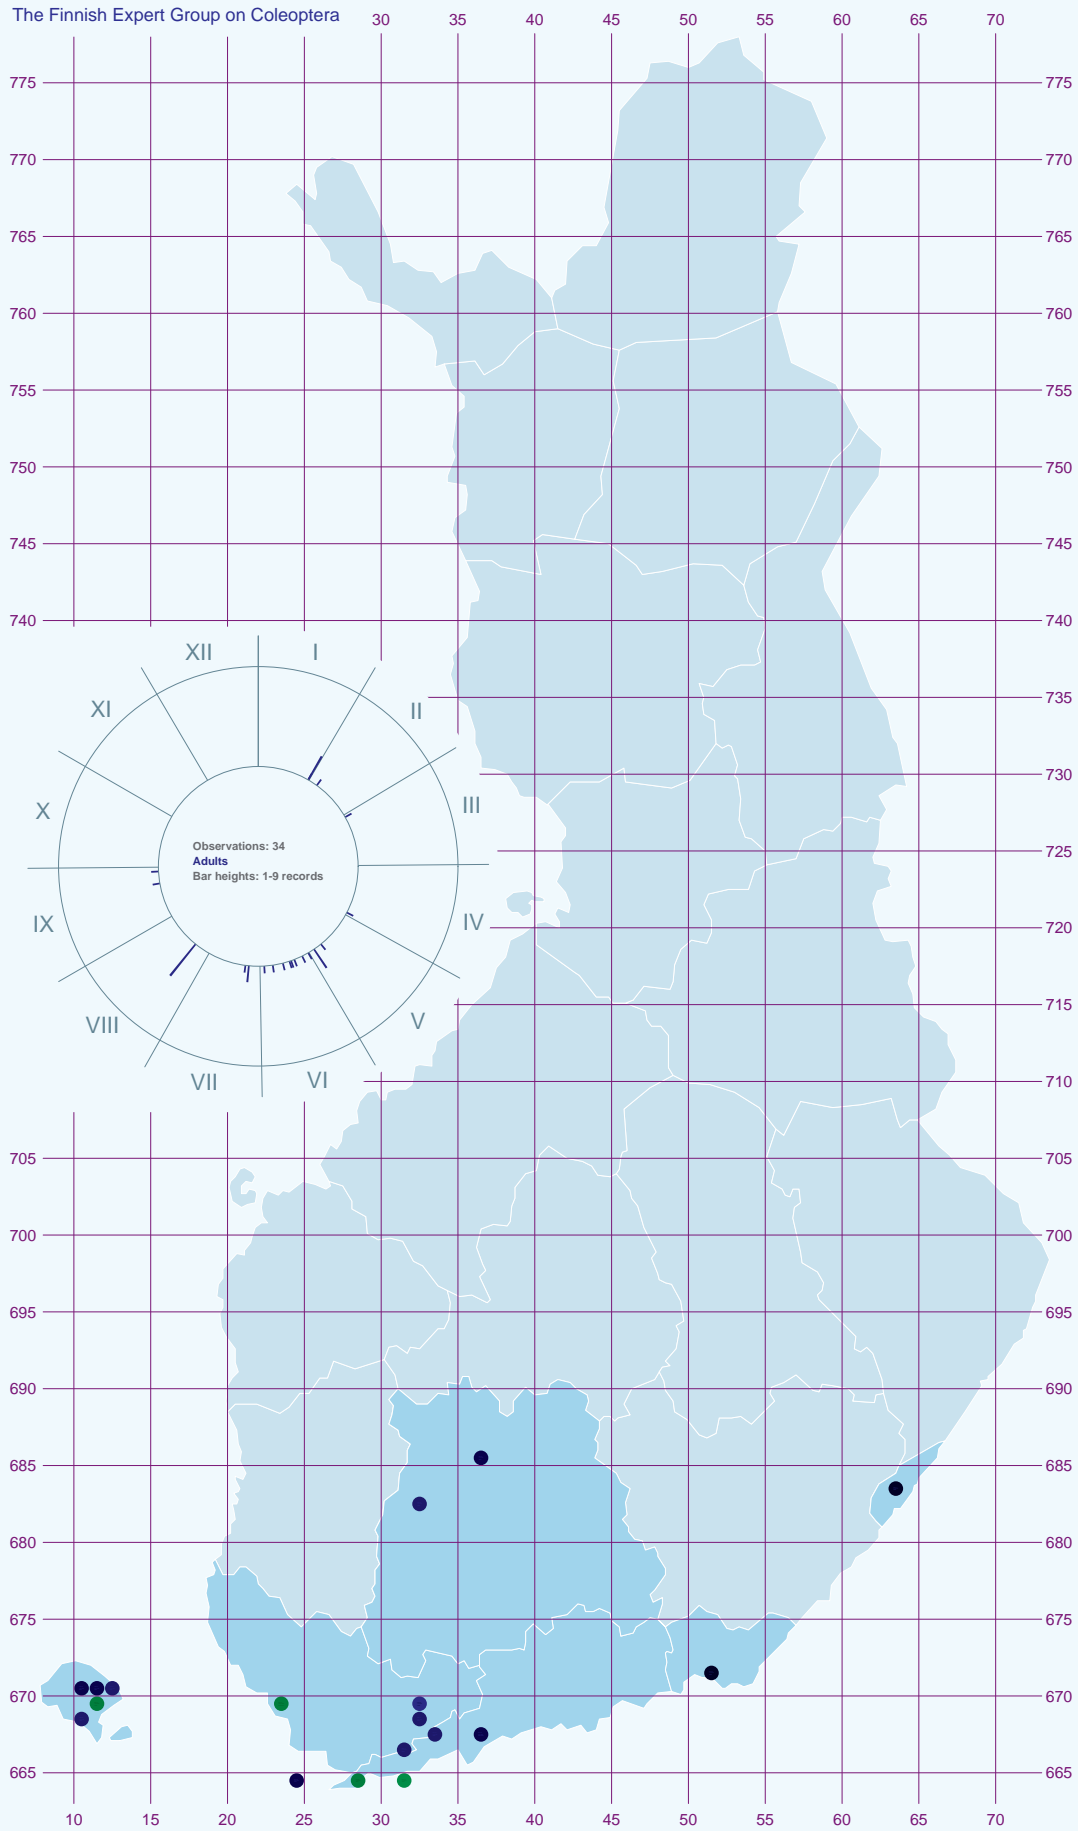 The Finnish Expert Group on Coleoptera
30 35 40 45 50 55 60 65 70
775 775
770 770
765 765
760 760
755 755
750 750
745 745
740 740
XII I
XI II
735
730
X III
725
Observations: 34
Adults
Bar heights: 1-9 records
IX IV
720
715
VIII V
VII VI
710
705 705
700 700
695 695
690 690
685 685
680 680
675 675
670 670
665 665
10 15 20 25 30 35 40 45 50 55 60 65 70